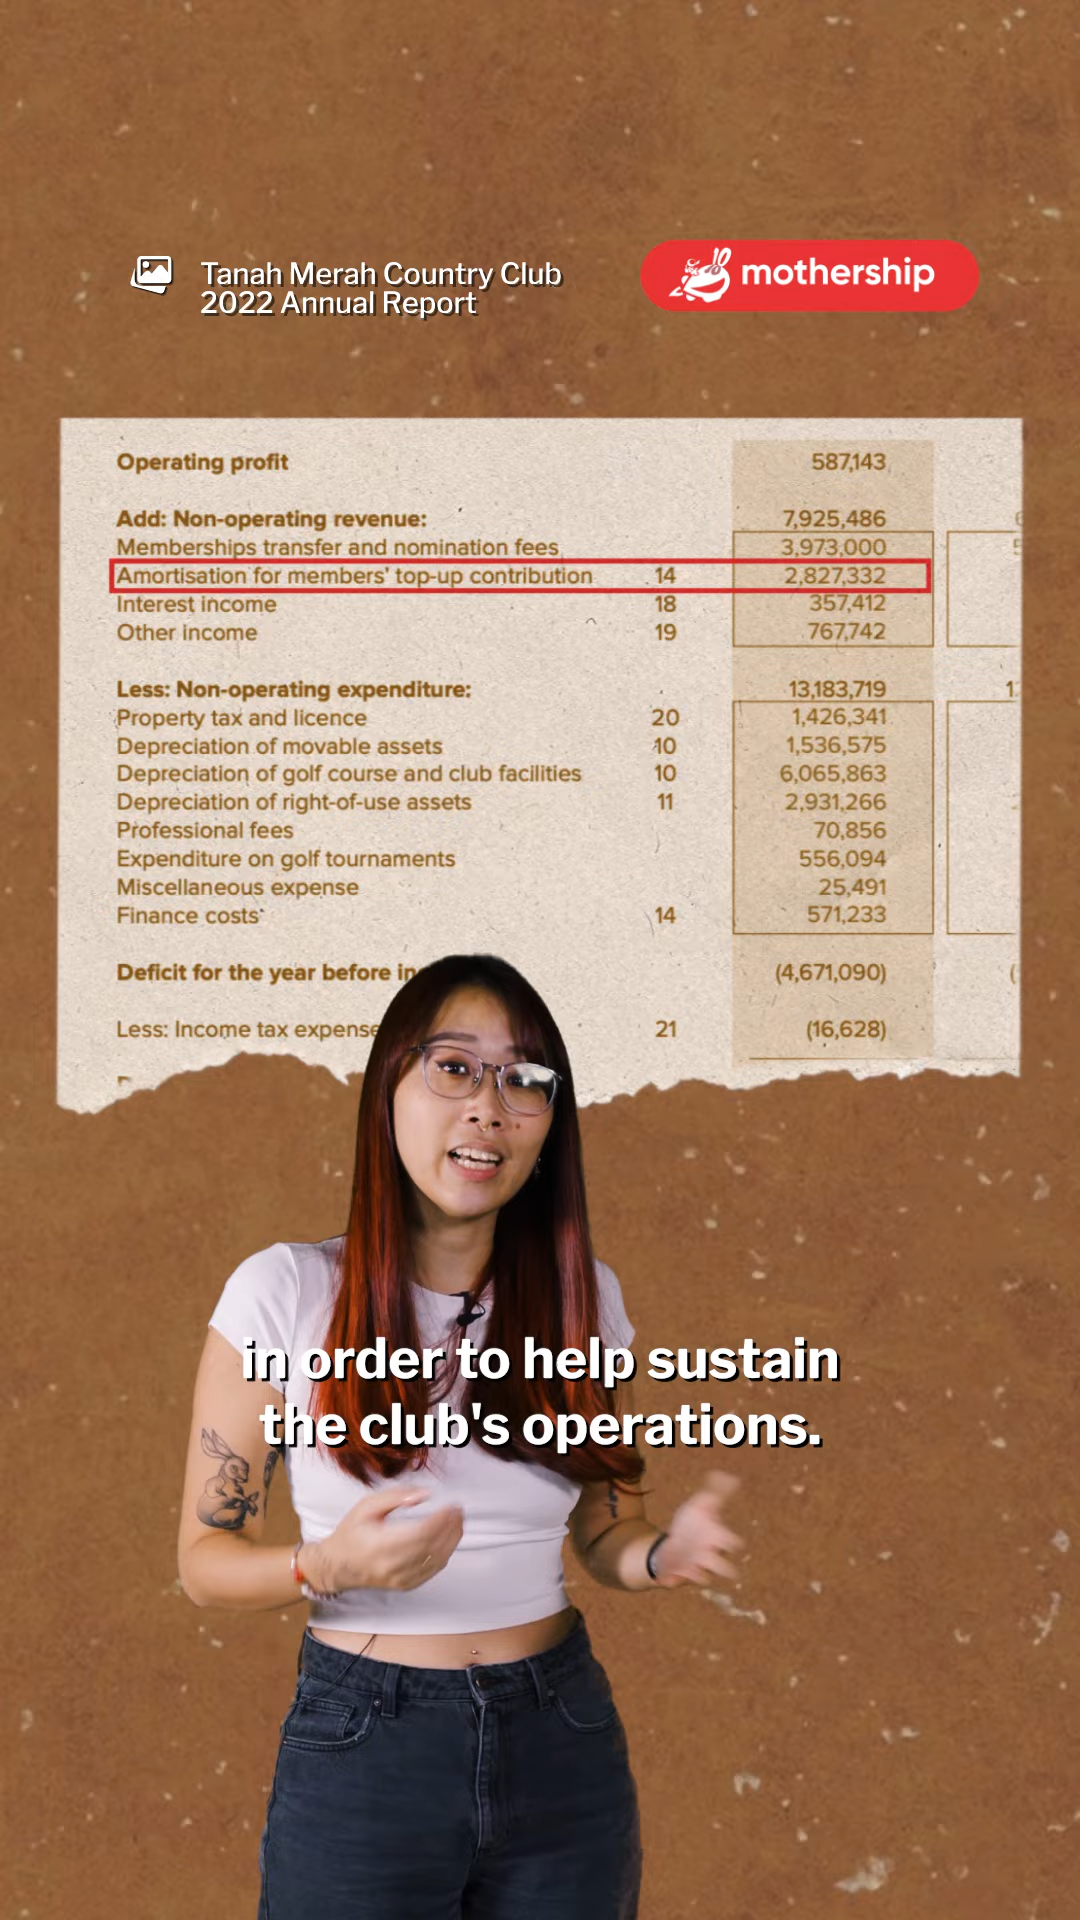 Tanah Merah Country Club
2022 Annual Report
mothership
Operating profit 587,143
Add: Non-operating revenue: 7,925,486
Memberships transfer and nomination fees 3,973,000
Amortisation for members' top-up contribution 14 2,827,332
Interest income 18 357,412
Other income 19 767,742
Less: Non-operating expenditure: 13,183,719
Property tax and licence 20 1,426,341
Depreciation of movable assets 10 1,536,575
Depreciation of golf course and club facilities 10 6,065,863
Depreciation of right-of-use assets 11 2,931,266
Professional fees 70,856
Expenditure on golf tournaments 556,094
Miscellaneous expense 25,491
Finance costs 14 571,233
Deficit for the year before (4,671,090)
Less: Income tax expense 21 (16,628)
in order to help sustain
the club's operations.